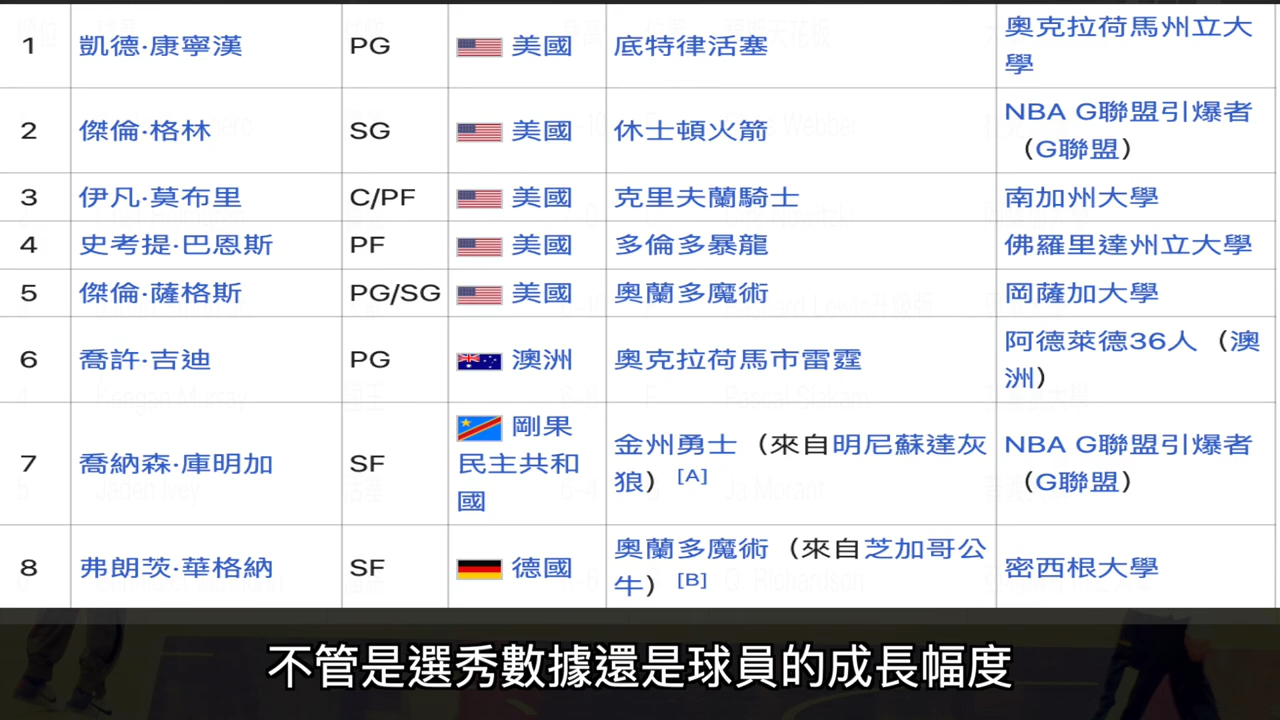 1 凱德·康寧漢 PG 美國 底特律活塞 奧克拉荷馬州立大
學
2 傑倫·格林 SG 美國 休士頓火箭 NBA G聯盟引爆者
（G聯盟）
3 伊凡·莫布里 C/PF 美國 克里夫蘭騎士 南加州大學
4 史考提·巴恩斯 PF 美國 多倫多暴龍 佛羅里達州立大學
5 傑倫·薩格斯 PG/SG 美國 奧蘭多魔術 岡薩加大學
6 喬許·吉迪 PG 澳洲 奧克拉荷馬市雷霆 阿德萊德36人（澳
洲）
7 喬納森·庫明加 SF 剛果
民主共和
國 金州勇士（來自明尼蘇達灰
狼）[A] NBA G聯盟引爆者
（G聯盟）
8 弗朗茨·華格納 SF 德國 奧蘭多魔術（來自芝加哥公
牛）[B] 密西根大學
不管是選秀數據還是球員的成長幅度